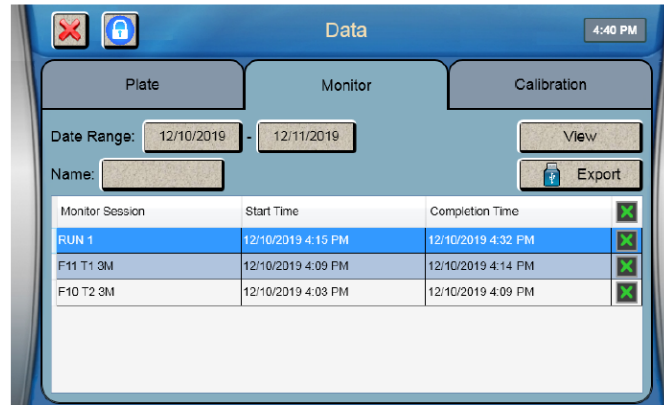 Data
4:40 PM
Plate Monitor Calibration
Date Range: 12/10/2019 - 12/11/2019 View
Name: Export
Monitor Session Start Time Completion Time
RUN 1 12/10/2019 4:15 PM 12/10/2019 4:32 PM
F11 T1 3M 12/10/2019 4:09 PM 12/10/2019 4:14 PM
F10 T2 3M 12/10/2019 4:03 PM 12/10/2019 4:09 PM